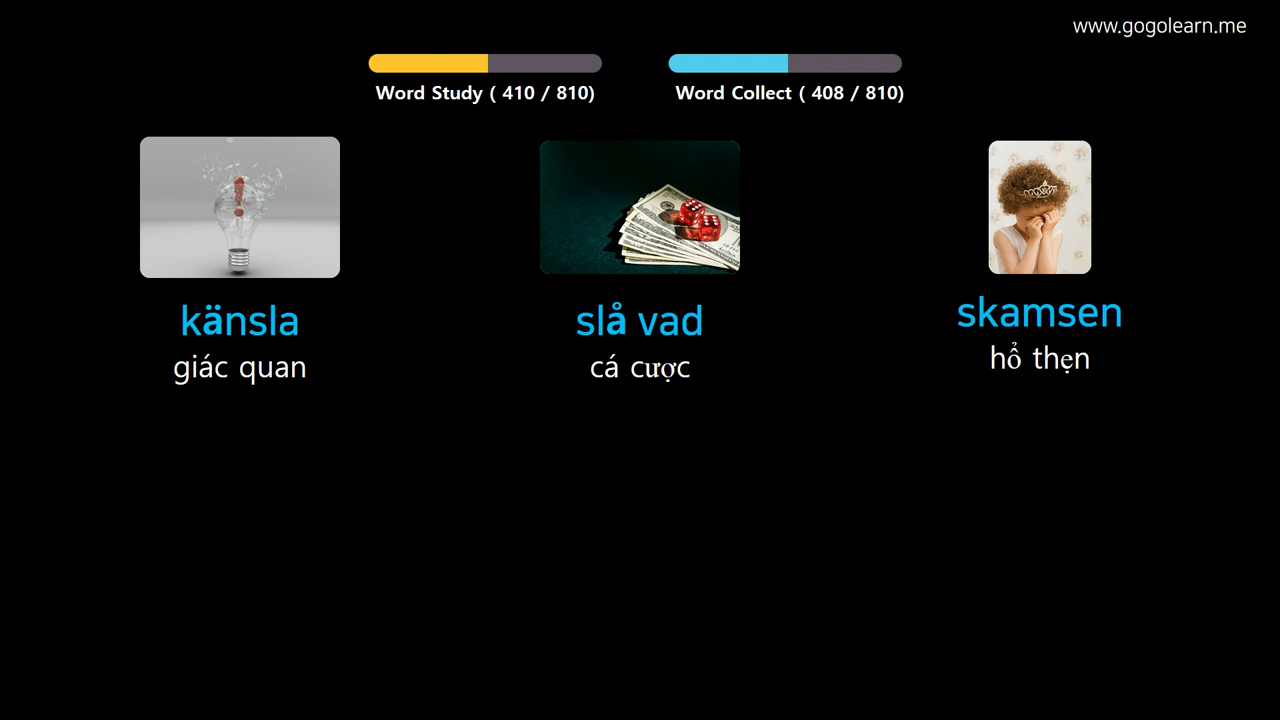 www.gogolearn.me
Word Study ( 410 / 810)
Word Collect ( 408 / 810)
känsla
giác quan
slå vad
cá cược
skamsen
hổ thẹn